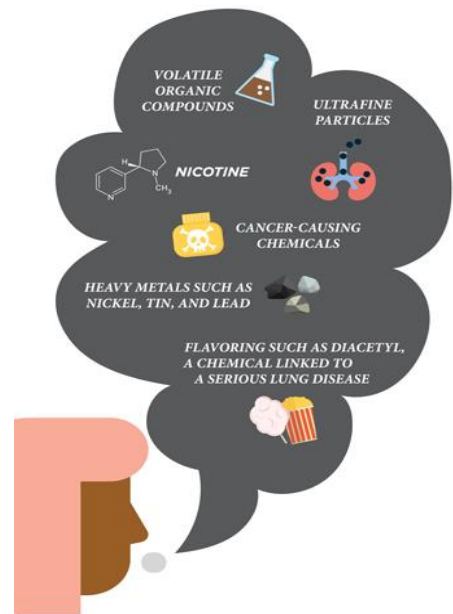 VOLATILE
ORGANIC
COMPOUNDS
ULTRAFINE
PARTICLES
H
N
CH3
N
NICOTINE
CANCER-CAUSING
CHEMICALS
HEAVY METALS SUCH AS
NICKEL, TIN, AND LEAD
FLAVORING SUCH AS DIACETYL,
A CHEMICAL LINKED TO
A SERIOUS LUNG DISEASE